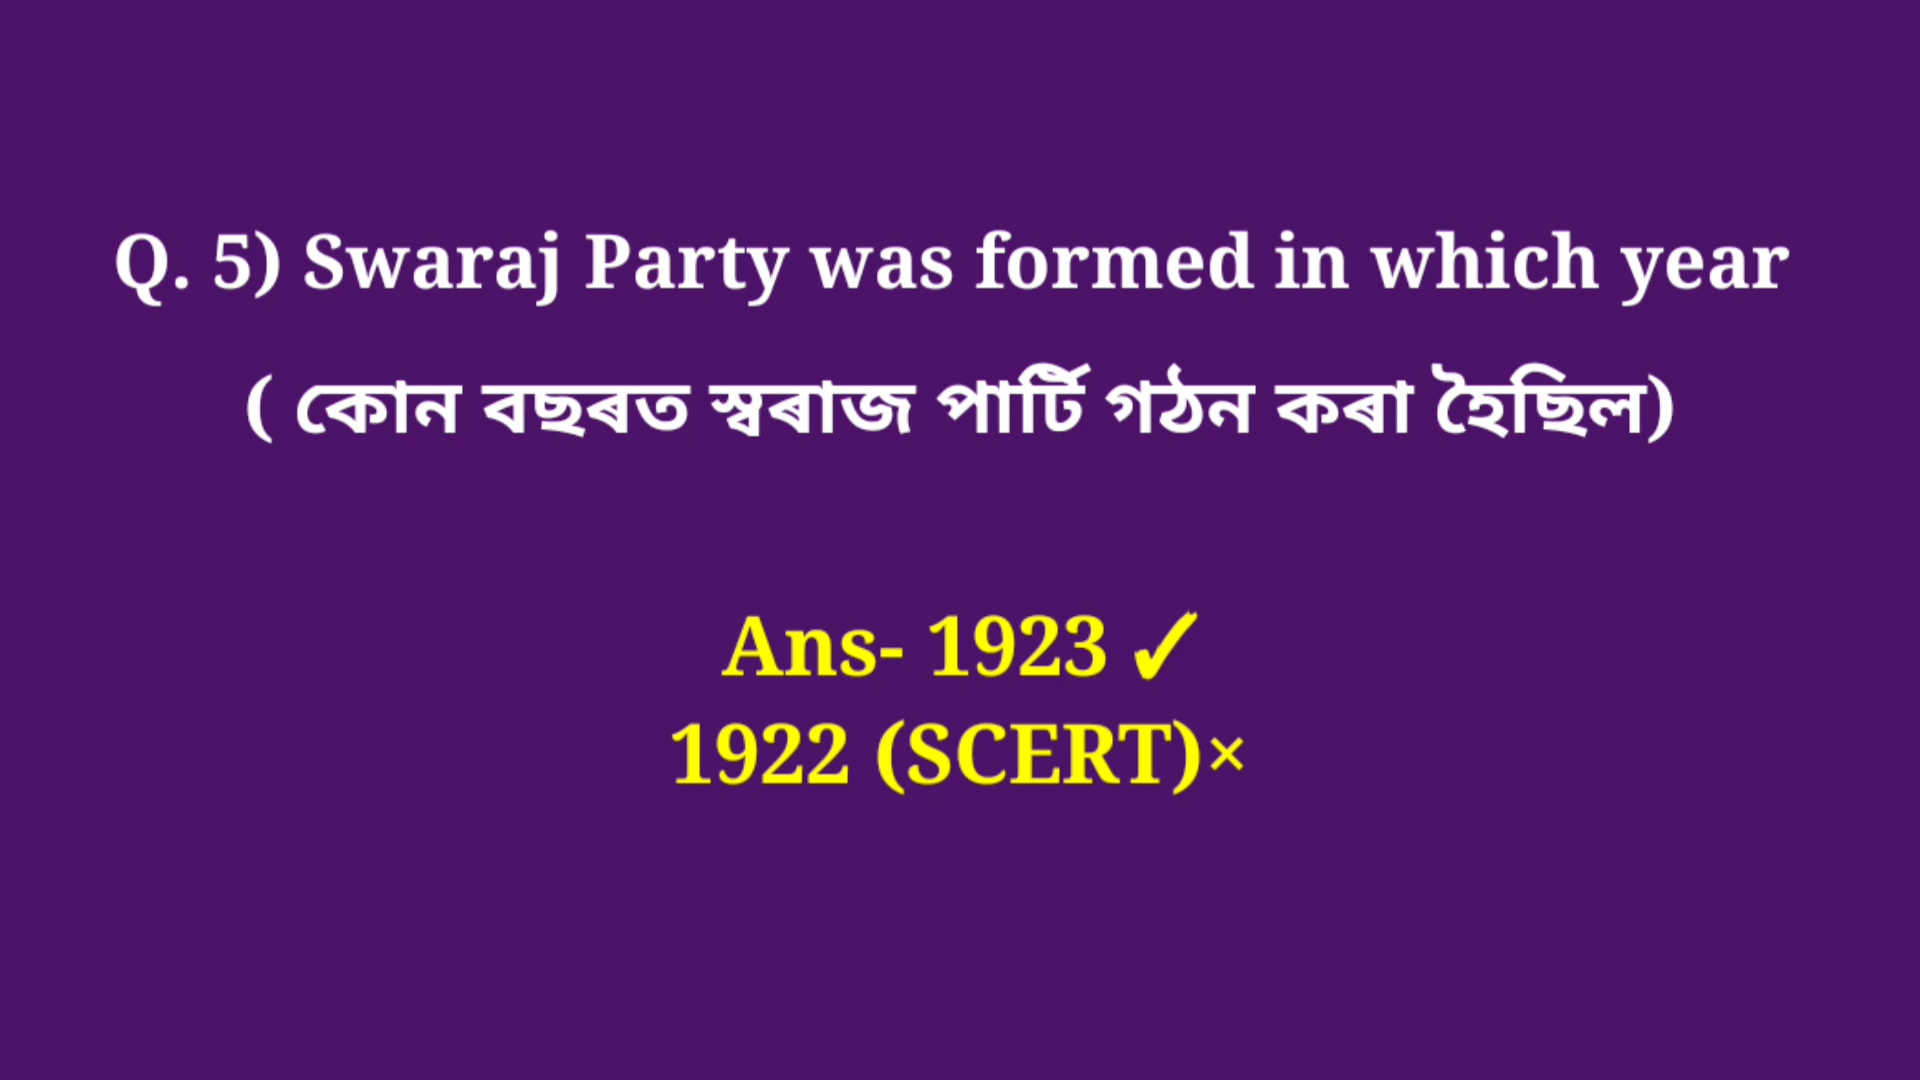 Q. 5) Swaraj Party was formed in which year
( কোন বছৰত স্বৰাজ পাৰ্টি গঠন কৰা হৈছিল)
Ans- 1923 ✓
1922 (SCERT)×